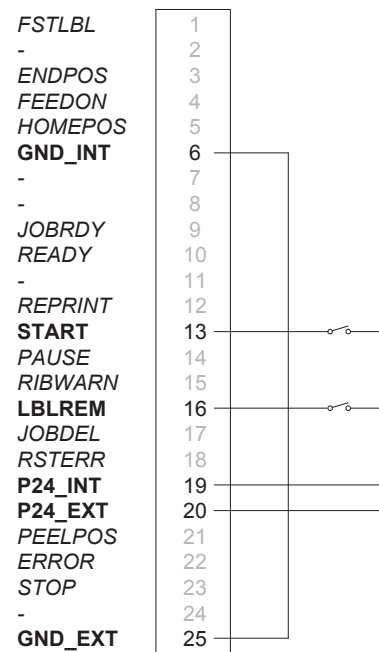 FSTLBL 1
- 2
ENDPOS 3
FEEDON 4
HOMEPOS 5
GND_INT 6
- 7
- 8
JOBRDY 9
READY 10
- 11
REPRINT 12
START 13
PAUSE 14
RIBWARN 15
LBLREM 16
JOBDEL 17
RSTERR 18
P24_INT 19
P24_EXT 20
PEELPOS 21
ERROR 22
STOP 23
- 24
GND_EXT 25